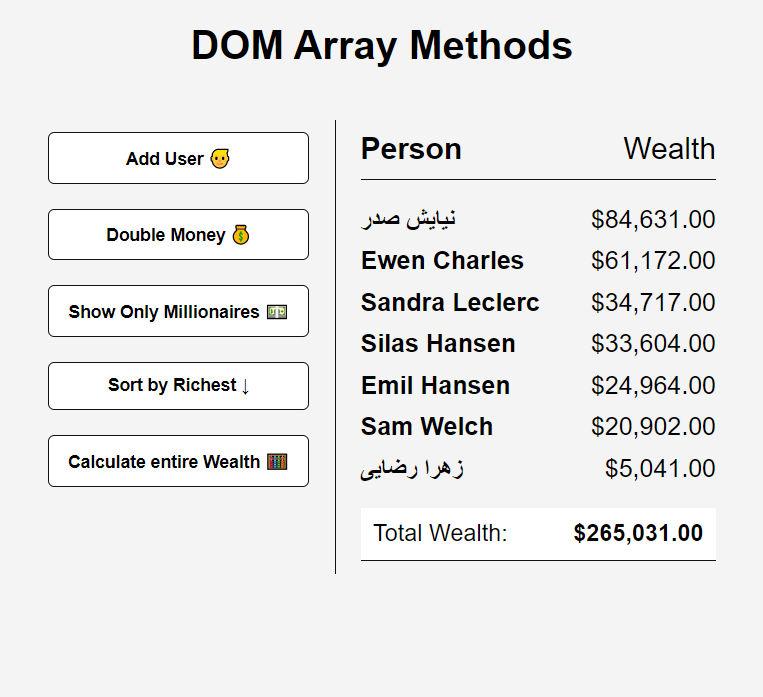 DOM Array Methods
Add User 👱
Double Money 💰
Show Only Millionaires 💵
Sort by Richest ↓
Calculate entire Wealth 🧮
Person Wealth
نیایش صدر $84,631.00
Ewen Charles $61,172.00
Sandra Leclerc $34,717.00
Silas Hansen $33,604.00
Emil Hansen $24,964.00
Sam Welch $20,902.00
زهرا رضایی $5,041.00
Total Wealth: $265,031.00